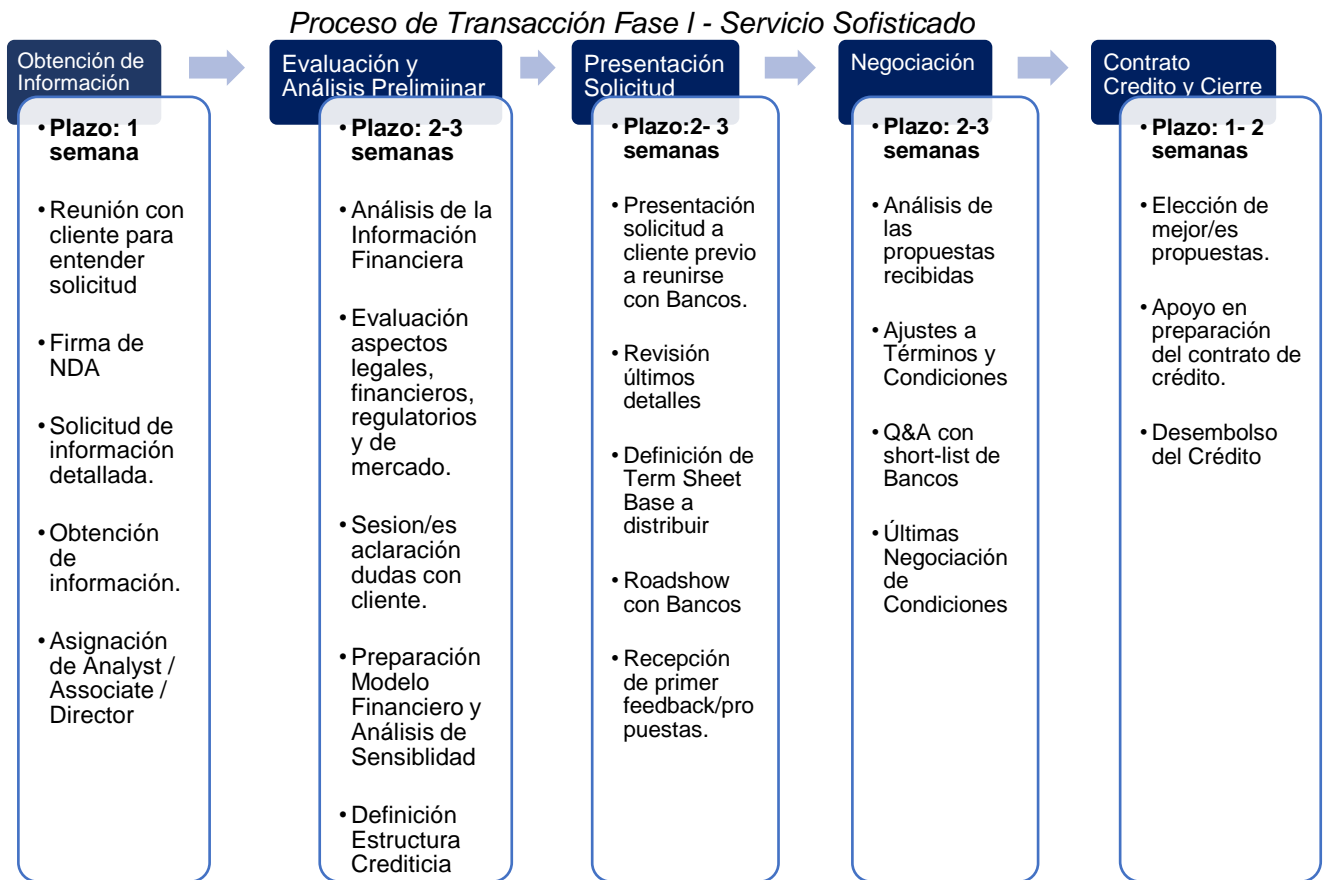 Proceso de Transacción Fase I - Servicio Sofisticado
Obtención de
Información
• Plazo: 1
semana
• Reunión con
cliente para
entender
solicitud
• Firma de
NDA
• Solicitud de
información
detallada.
• Obtención
de
información.
• Asignación
de Analyst /
Associate /
Director
Evaluación y
Análisis Prelimiinar
• Plazo: 2-3
semanas
• Análisis de la
Información
Financiera
• Evaluación
aspectos
legales,
financieros,
regulatorios
y de
mercado.
• Sesion/es
aclaración
dudas con
cliente.
• Preparación
Modelo
Financiero y
Análisis de
Sensiblidad
• Definición
Estructura
Crediticia
Presentación
Solicitud
• Plazo:2- 3
semanas
• Presentación
solicitud a
cliente previo
a reunirse
con Bancos.
• Revisión
últimos
detalles
• Definición de
Term Sheet
Base a
distribuir
• Roadshow
con Bancos
• Recepción
de primer
feedback/pro
puestas.
Negociación
• Plazo: 2-3
semanas
• Análisis de
las
propuestas
recibidas
• Ajustes a
Términos y
Condiciones
• Q&A con
short-list de
Bancos
• Últimas
Negociación
de
Condiciones
Contrato
Credito y Cierre
• Plazo: 1- 2
semanas
• Elección de
mejor/es
propuestas.
• Apoyo en
preparación
del contrato de
crédito.
• Desembolso
del Crédito